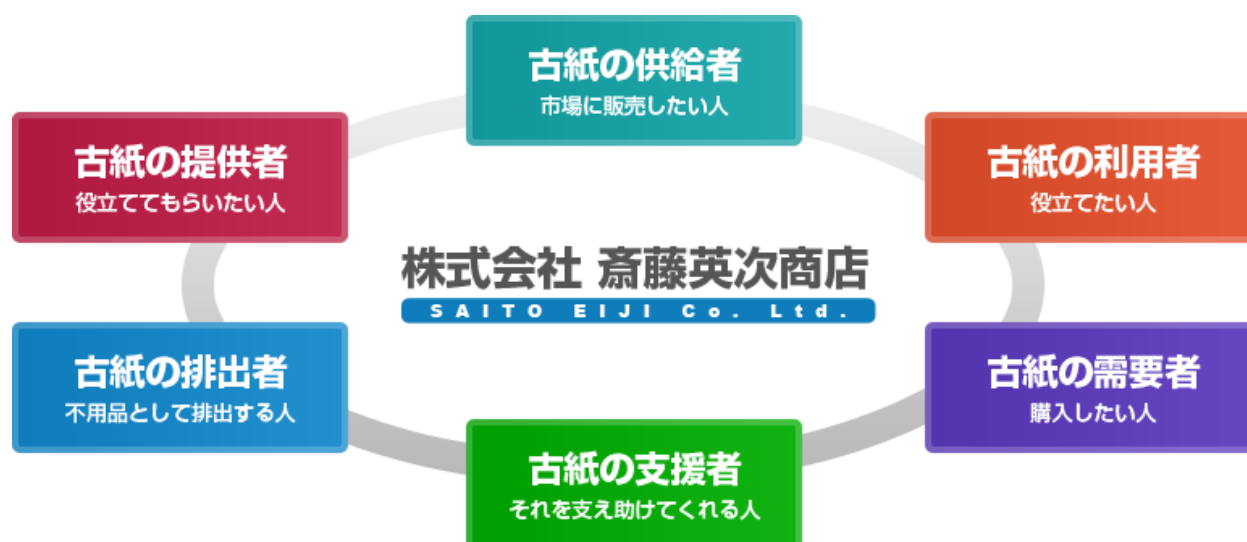 古紙の供給者
市場に販売したい人
古紙の提供者
役立ててもらいたい人
古紙の利用者
役立てたい人
株式会社 斎藤英次商店
SAITO EIJI Co. Ltd.
古紙の排出者
不用品として排出する人
古紙の需要者
購入したい人
古紙の支援者
それを支え助けてくれる人